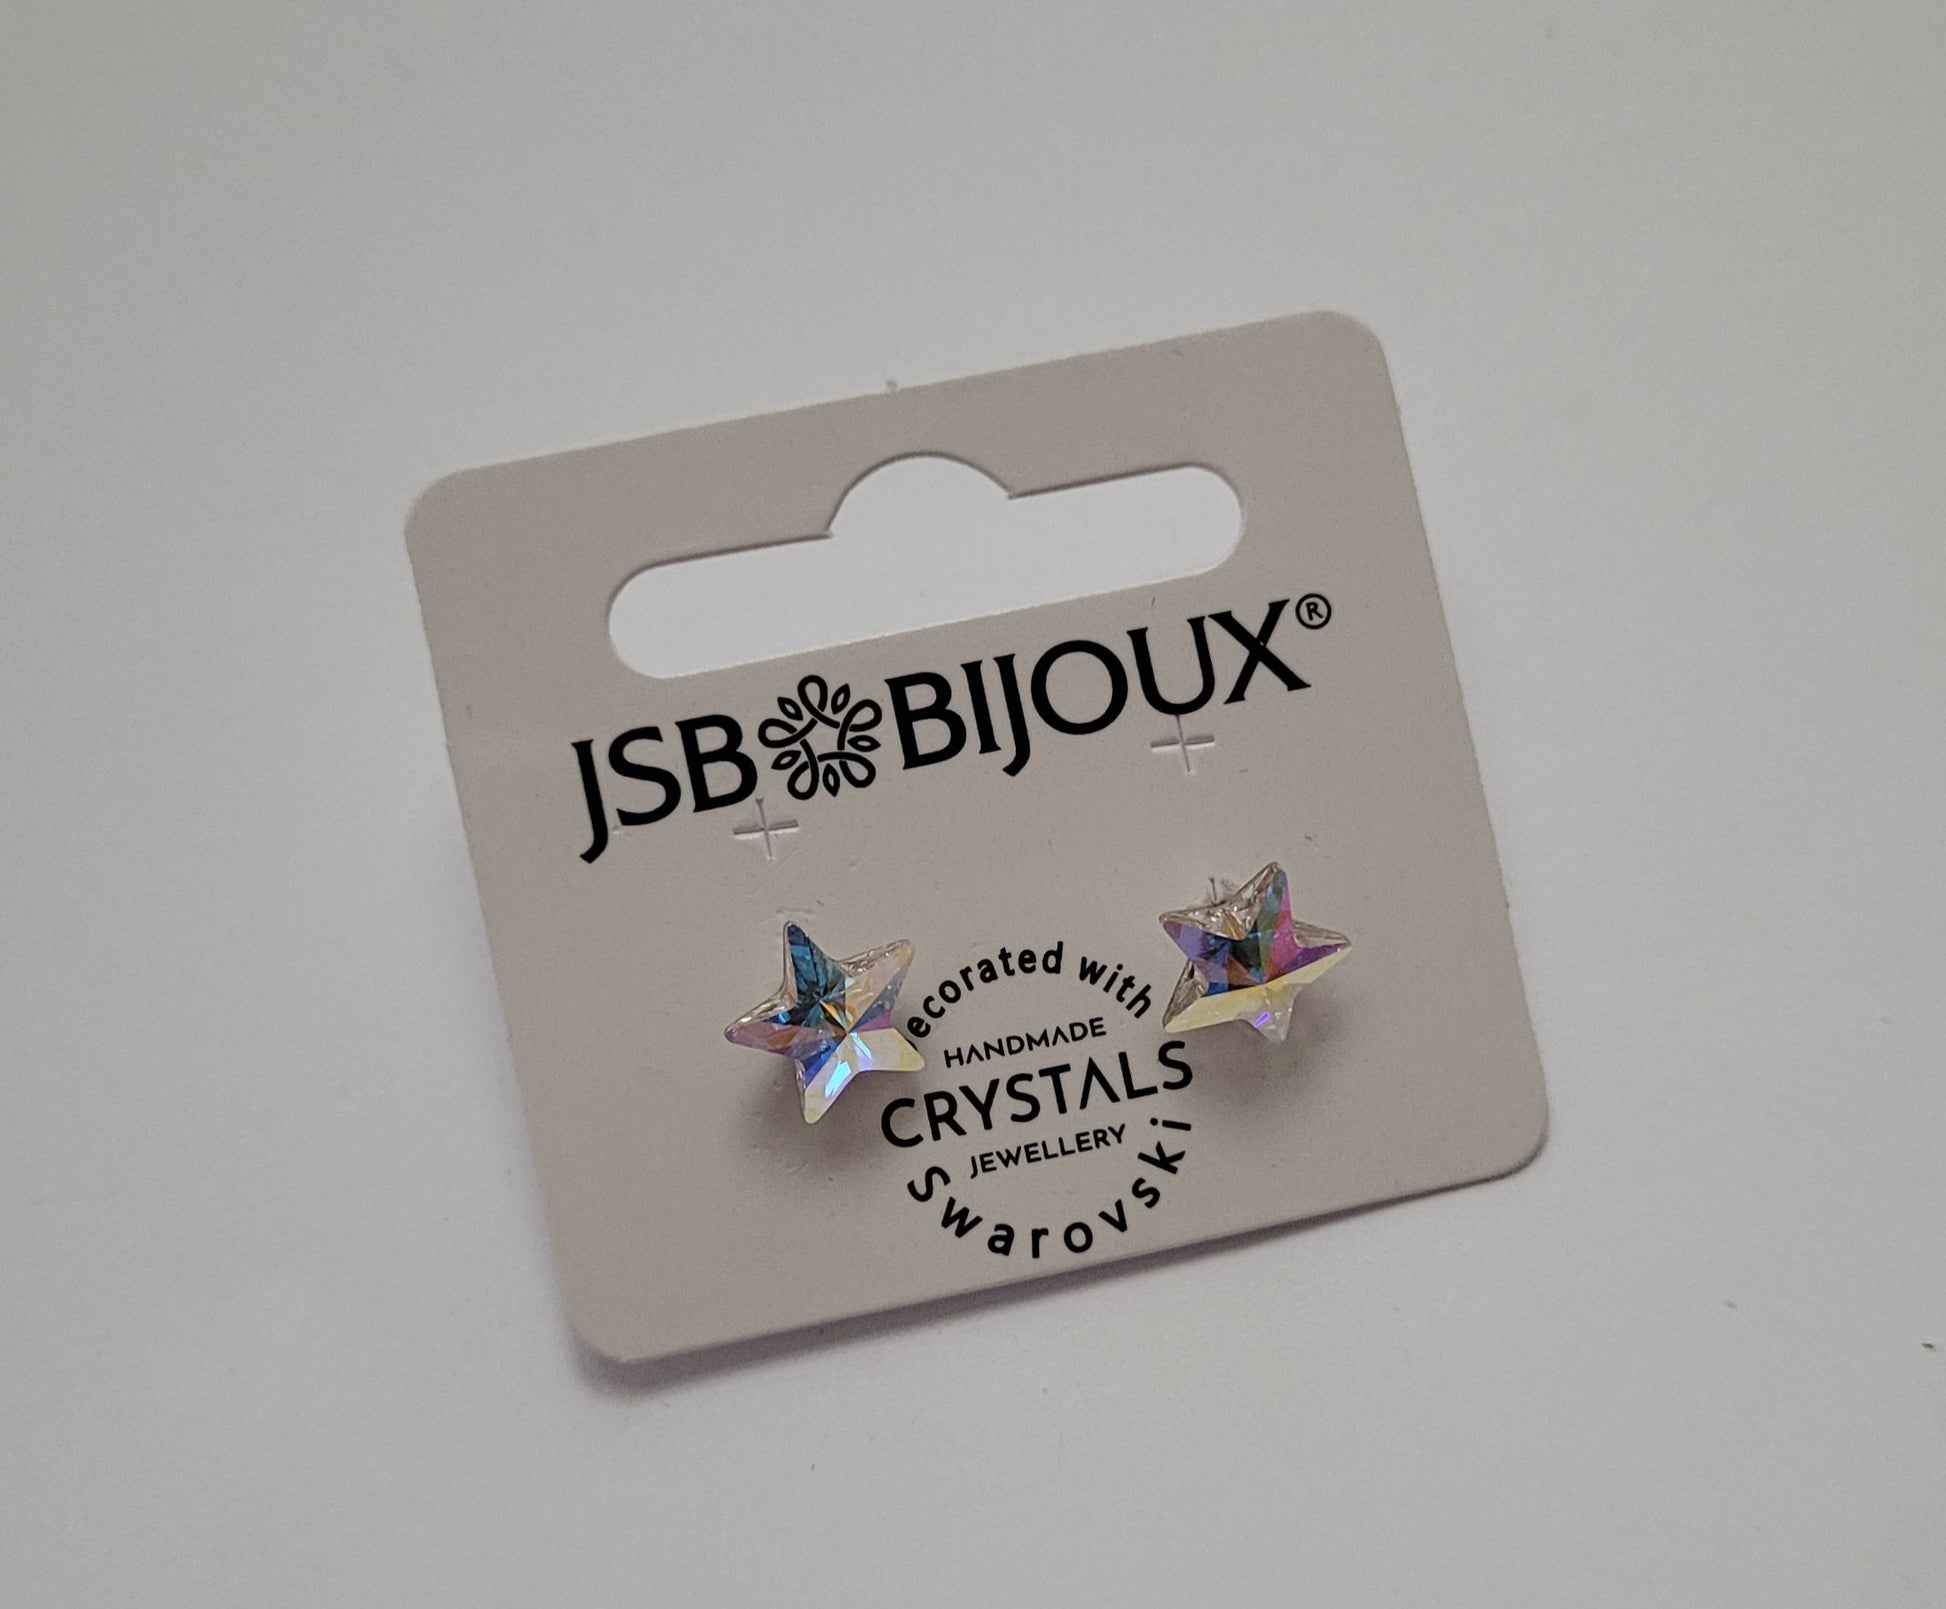 JSB BIJOUX®
ecorated with
HANDMADE
CRYSTALS
JEWELLERY
Swarovski